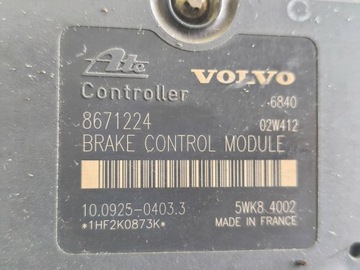 Ate VOLVO
Controller 6840
8671224 02W412
BRAKE CONTROL MODULE
10.0925-0403.3 5WK8 4002
*1HF2K0873K* MADE IN FRANCE